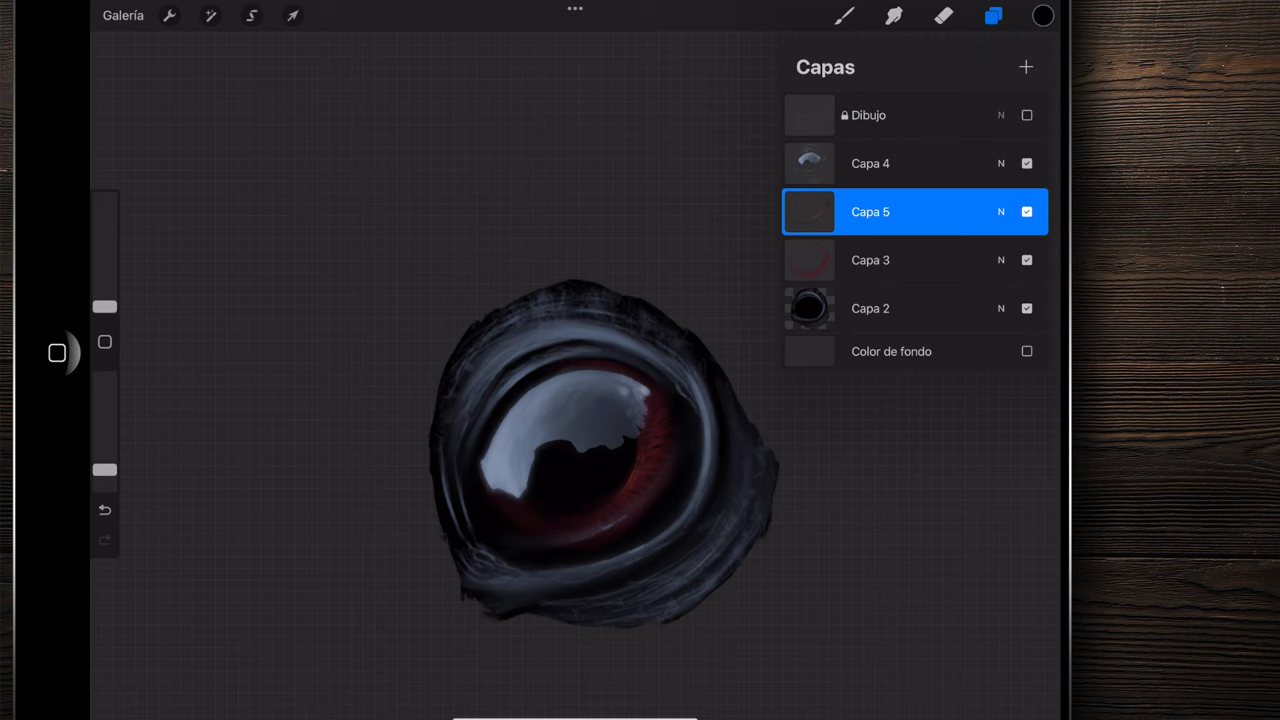 Galería
Capas
Dibujo N
Capa 4 N
Capa 5 N
Capa 3 N
Capa 2 N
Color de fondo